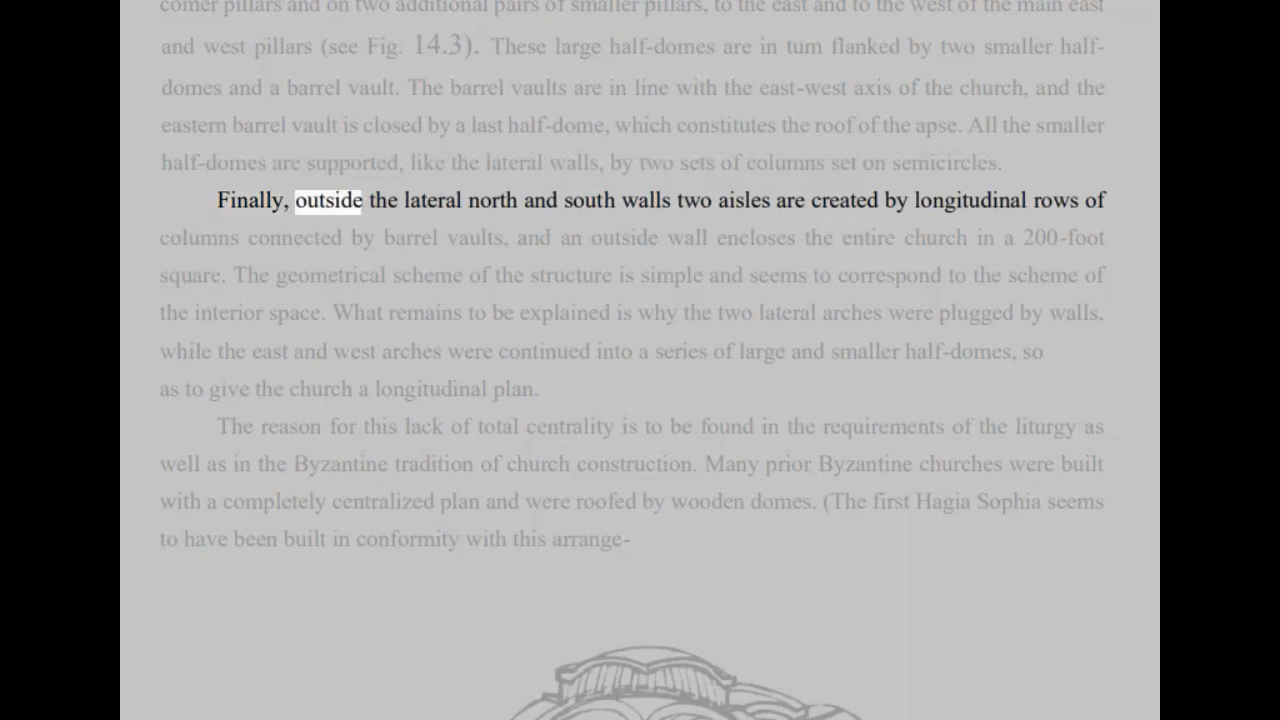 comer pillars and on two additional pairs of smaller pillars, to the east and to the west of the main east
and west pillars (see Fig. 14.3). These large half-domes are in tum flanked by two smaller half-
domes and a barrel vault. The barrel vaults are in line with the east-west axis of the church, and the
eastern barrel vault is closed by a last half-dome, which constitutes the roof of the apse. All the smaller
half-domes are supported, like the lateral walls, by two sets of columns set on semicircles.
Finally, outside the lateral north and south walls two aisles are created by longitudinal rows of
columns connected by barrel vaults, and an outside wall encloses the entire church in a 200-foot
square. The geometrical scheme of the structure is simple and seems to correspond to the scheme of
the interior space. What remains to be explained is why the two lateral arches were plugged by walls,
while the east and west arches were continued into a series of large and smaller half-domes, so
as to give the church a longitudinal plan.
The reason for this lack of total centrality is to be found in the requirements of the liturgy as
well as in the Byzantine tradition of church construction. Many prior Byzantine churches were built
with a completely centralized plan and were roofed by wooden domes. (The first Hagia Sophia seems
to have been built in conformity with this arrange-